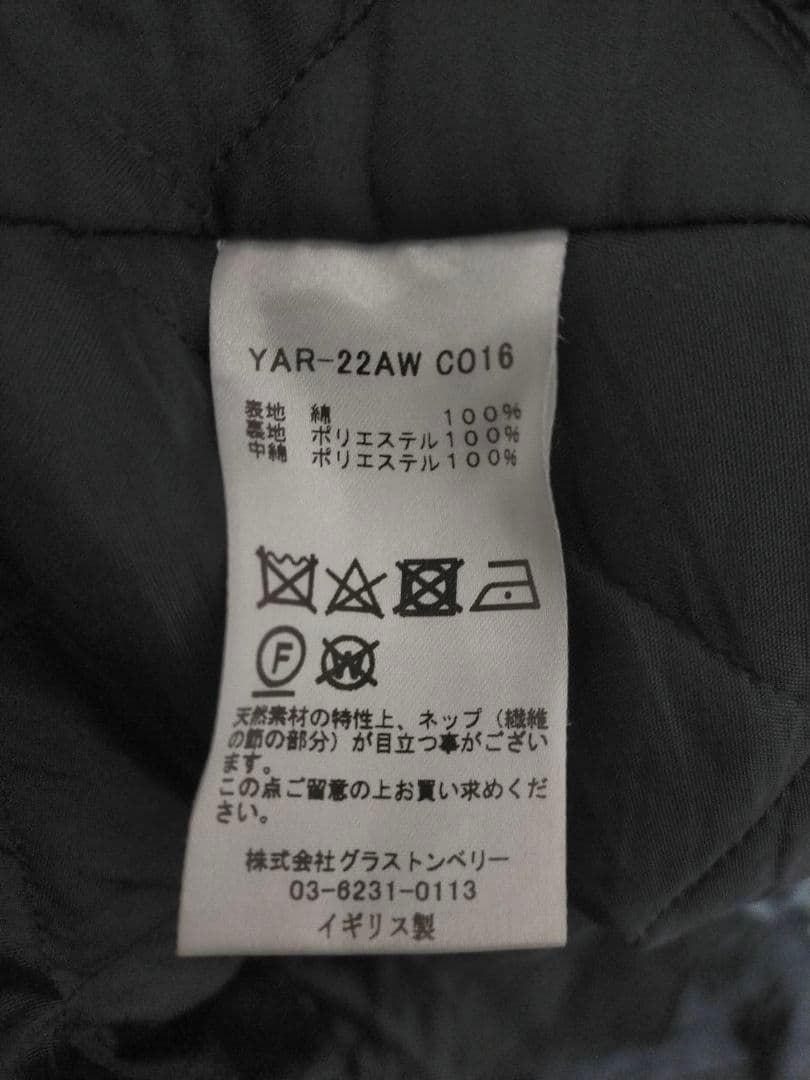 YAR-22AW CO16
表地 綿 100%
裏地 ポリエステル100%
中綿 ポリエステル100%
F
W
天然素材の特性上、ネップ（繊維
の節の部分）が目立つ事がござい
ます。
この点ご留意の上お買い求めくだ
さい。
株式会社グラストンベリー
03-6231-0113
イギリス製